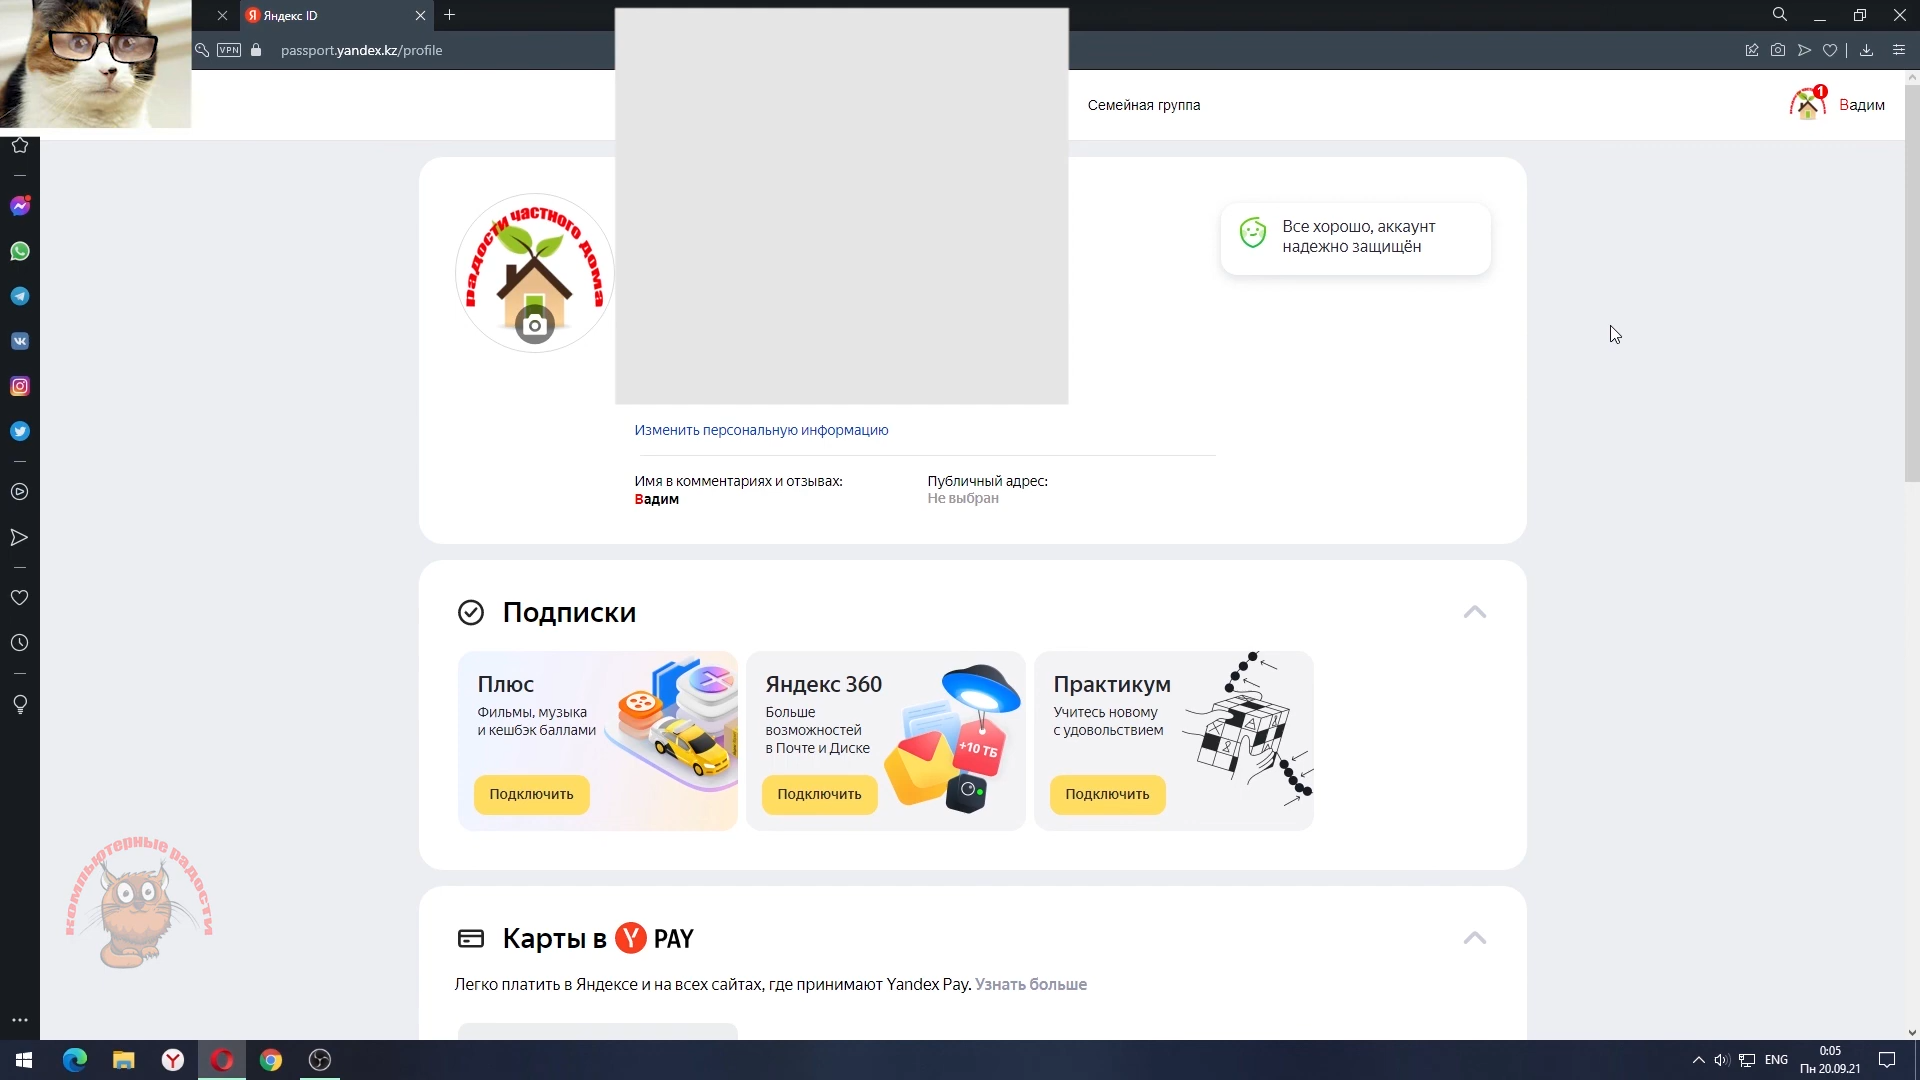 Яндекс ID
VPN
passport.yandex.kz/profile
Семейная группа
1
Вадим
радости частного дома
Все хорошо, аккаунт
надежно защищён
Изменить персональную информацию
Имя в комментариях и отзывах:
Вадим
Публичный адрес:
Не выбран
Подписки
Плюс
Фильмы, музыка
и кешбэк баллами
Подключить
Яндекс 360
Больше
возможностей
в Почте и Диске
+10 ТБ
Подключить
Практикум
Учитесь новому
с удовольствием
Подключить
компьютерные радости
Карты в Y PAY
Легко платить в Яндексе и на всех сайтах, где принимают Yandex Pay. Узнать больше
ENG
0:05
Пн 20.09.21